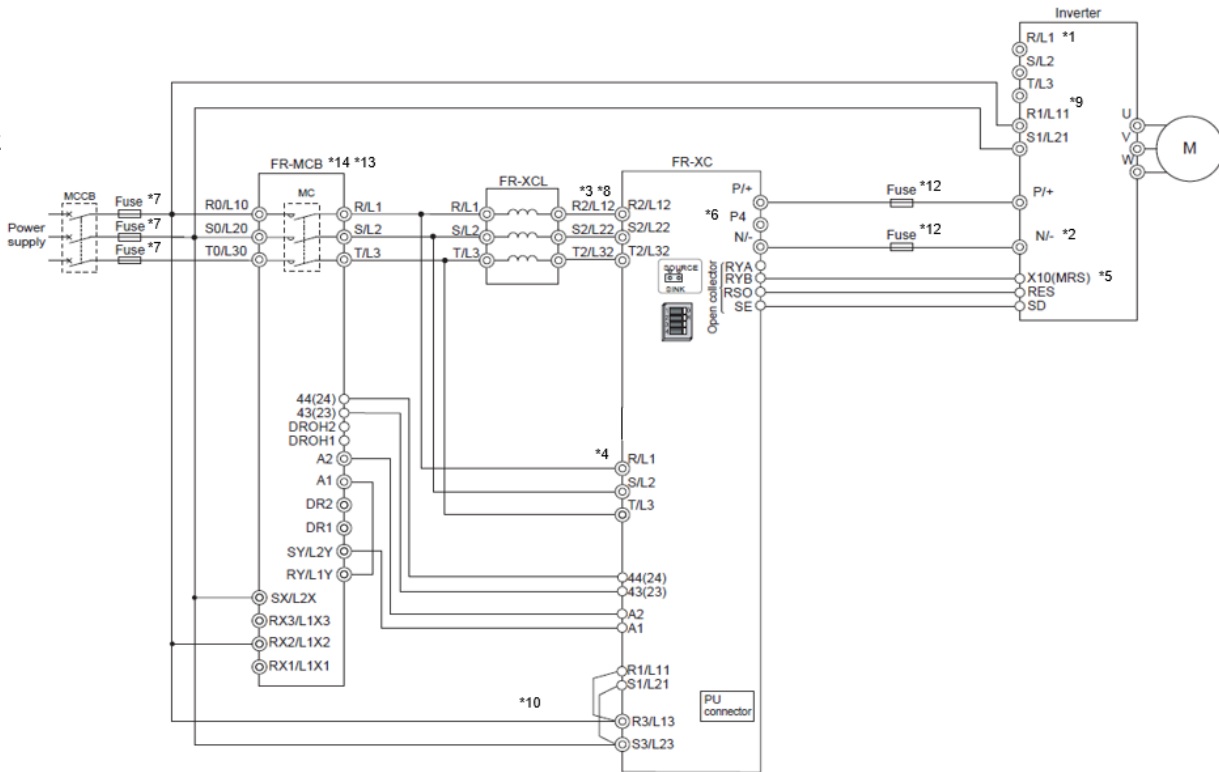 Inverter
R/L1 *1
S/L2
T/L3
R1/L11 *9
S1/L21
U
V
W
M
P/+
N/- *2
X10(MRS) *5
RES
SD
FR-MCB *14 *13
MC
MCCB
Fuse *7
Fuse *7
Fuse *7
Power
supply
R0/L10
S0/L20
T0/L30
R/L1
S/L2
T/L3
FR-XCL
R/L1
S/L2
T/L3
*3 *8
R2/L12
S2/L22
T2/L32
FR-XC
R2/L12
S2/L22
T2/L32
P/+
*6 P4
N/-
Fuse *12
Fuse *12
SOURCE
SINK
Open collector
RYA
RYB
RSO
SE
44(24)
43(23)
DROH2
DROH1
A2
A1
DR2
DR1
SY/L2Y
RY/L1Y
SX/L2X
RX3/L1X3
RX2/L1X2
RX1/L1X1
*4
R/L1
S/L2
T/L3
44(24)
43(23)
A2
A1
R1/L11
S1/L21
*10
R3/L13
S3/L23
PU
connector